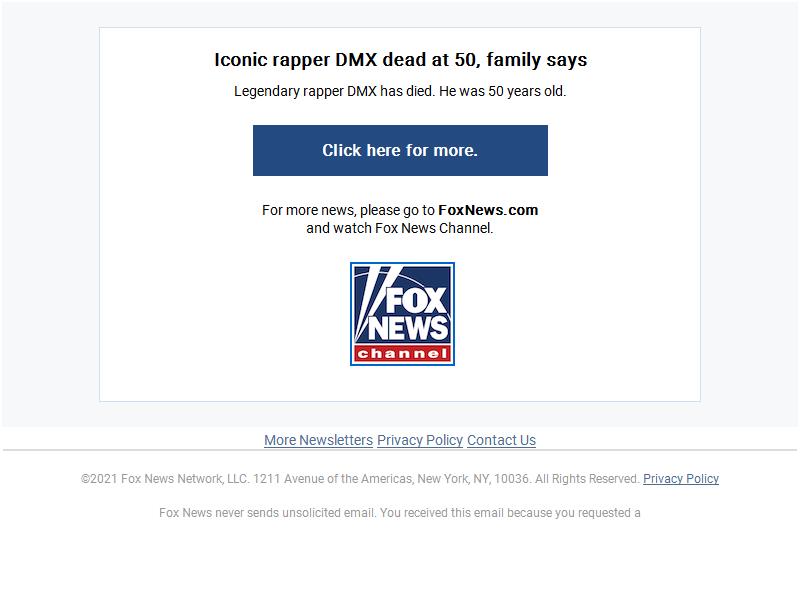 Iconic rapper DMX dead at 50, family says
Legendary rapper DMX has died. He was 50 years old.
Click here for more.
For more news, please go to FoxNews.com
and watch Fox News Channel.
FOX
NEWS
channel
More Newsletters Privacy Policy Contact Us
©2021 Fox News Network, LLC. 1211 Avenue of the Americas, New York, NY, 10036. All Rights Reserved. Privacy Policy
Fox News never sends unsolicited email. You received this email because you requested a